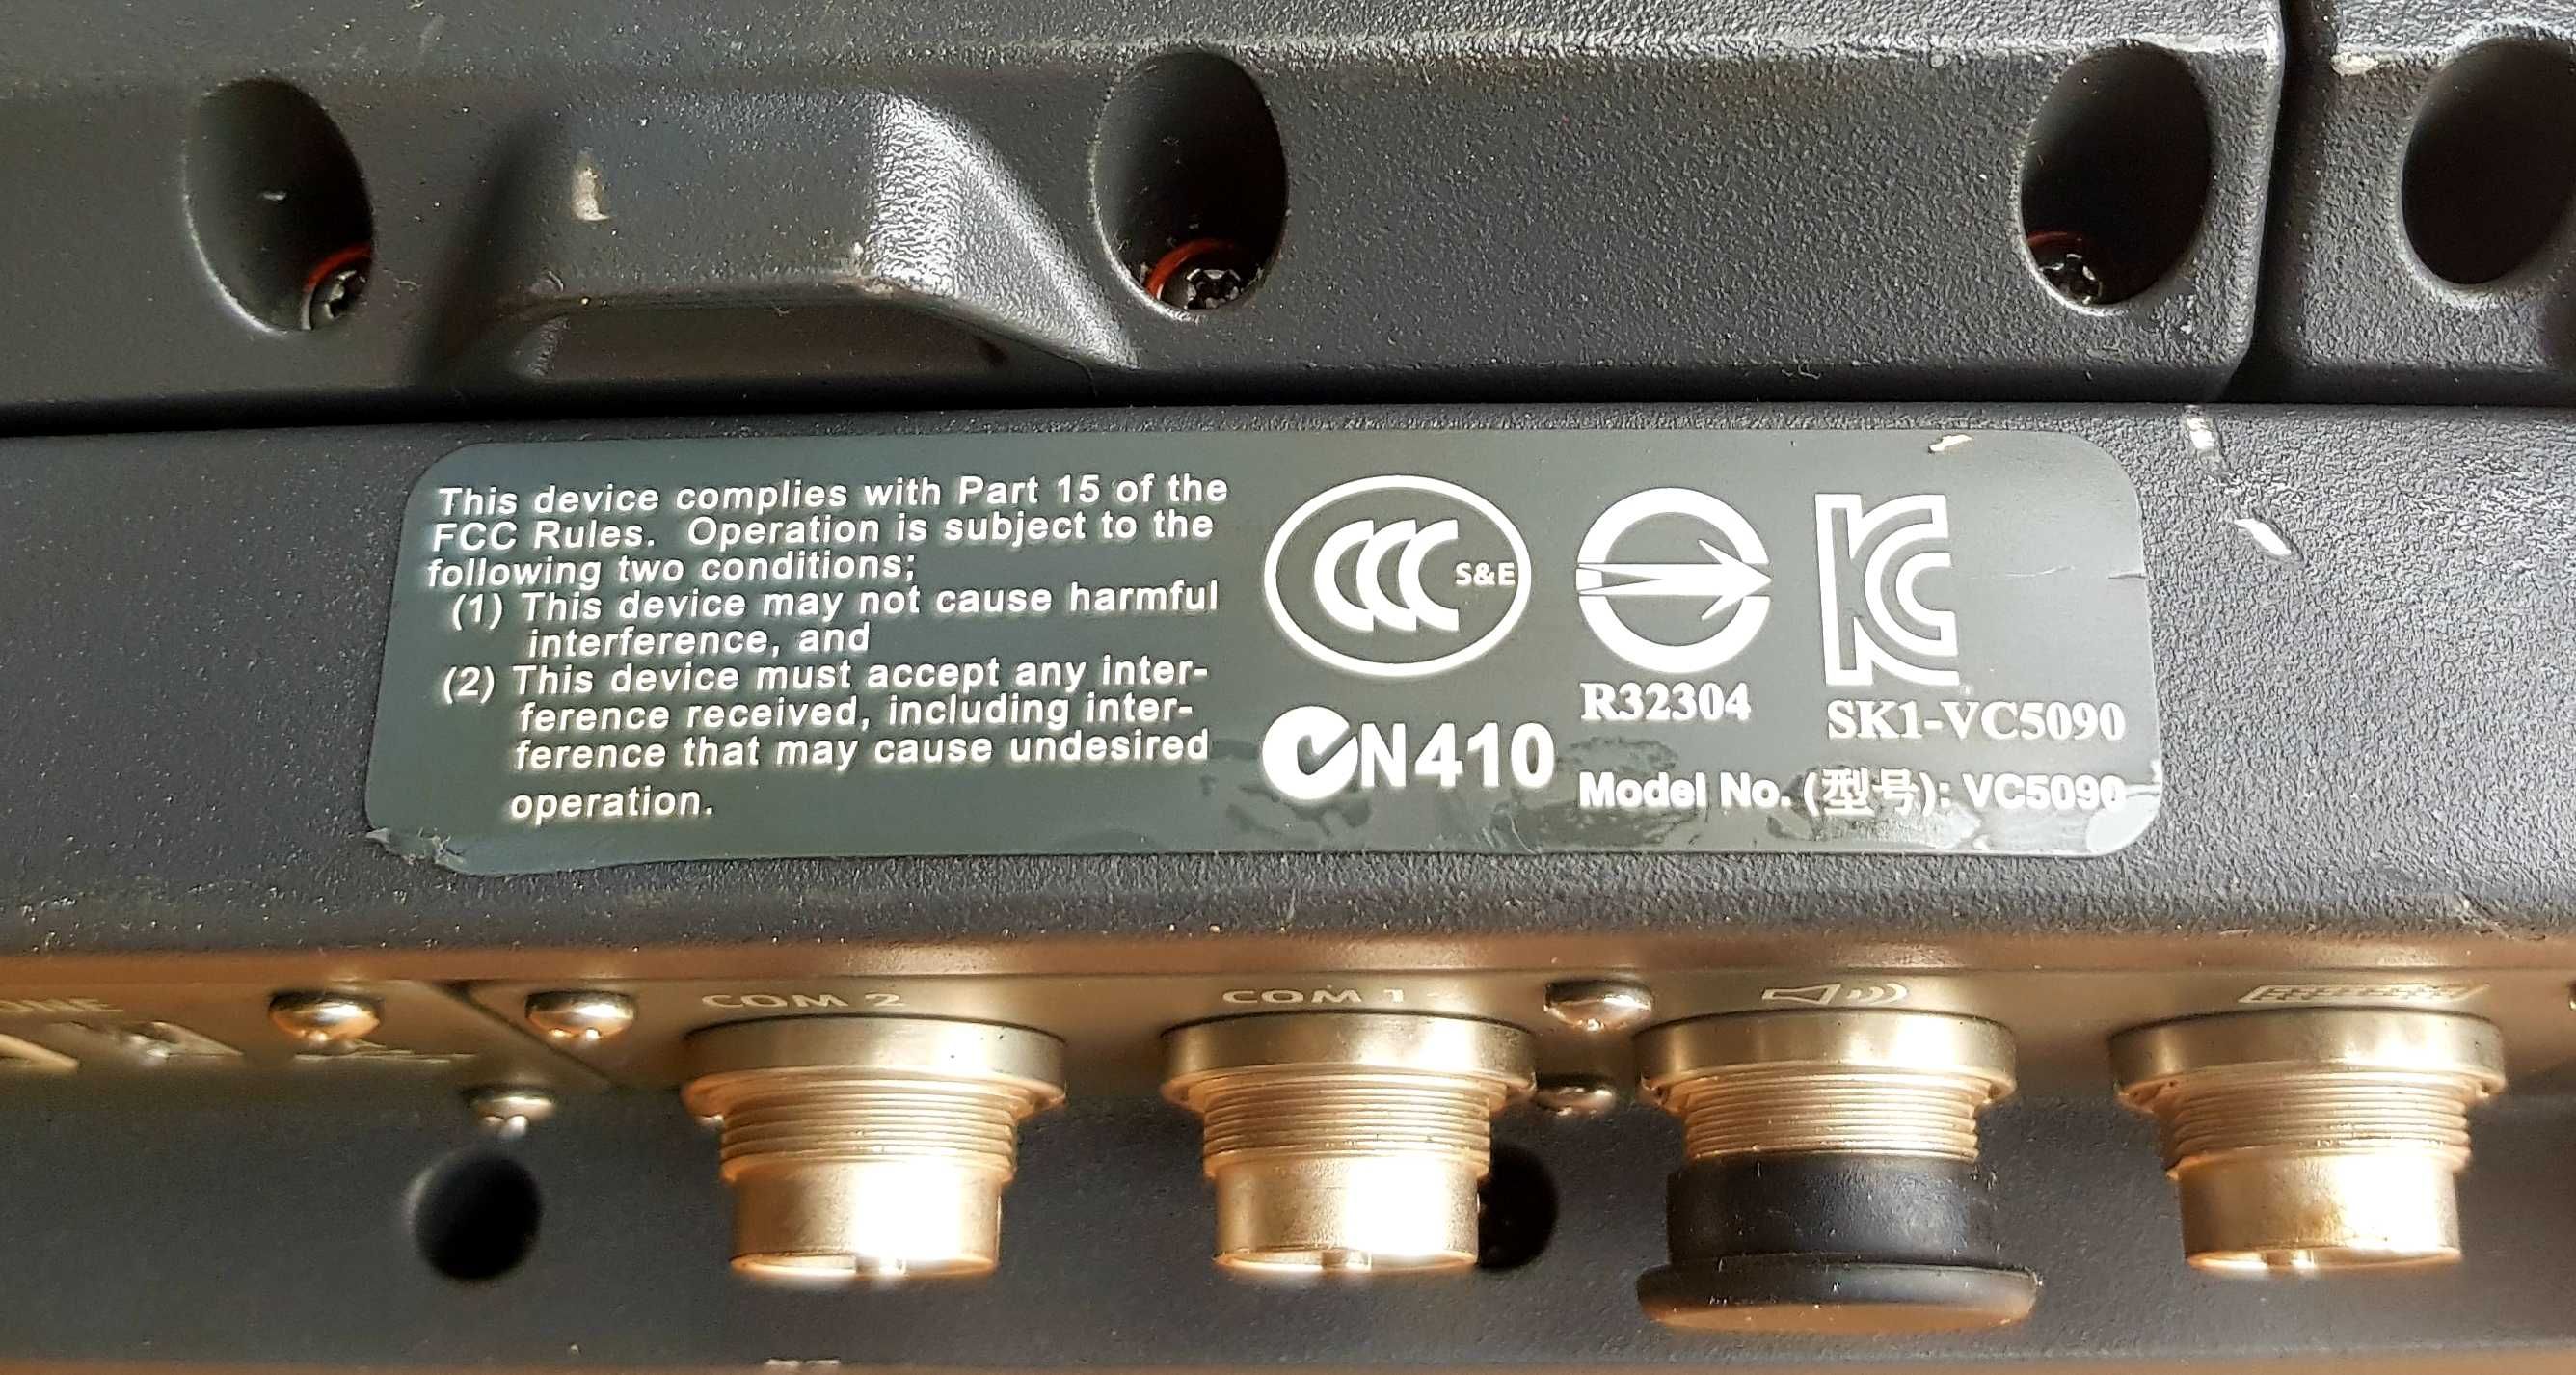 This device complies with Part 15 of the
FCC Rules. Operation is subject to the
following two conditions;
(1) This device may not cause harmful
interference, and
(2) This device must accept any inter-
ference received, including inter-
ference that may cause undesired
operation.
CCC S&E
N410
R32304
KC
SK1-VC5090
Model No. (型号): VC5090
COM 2
COM 1